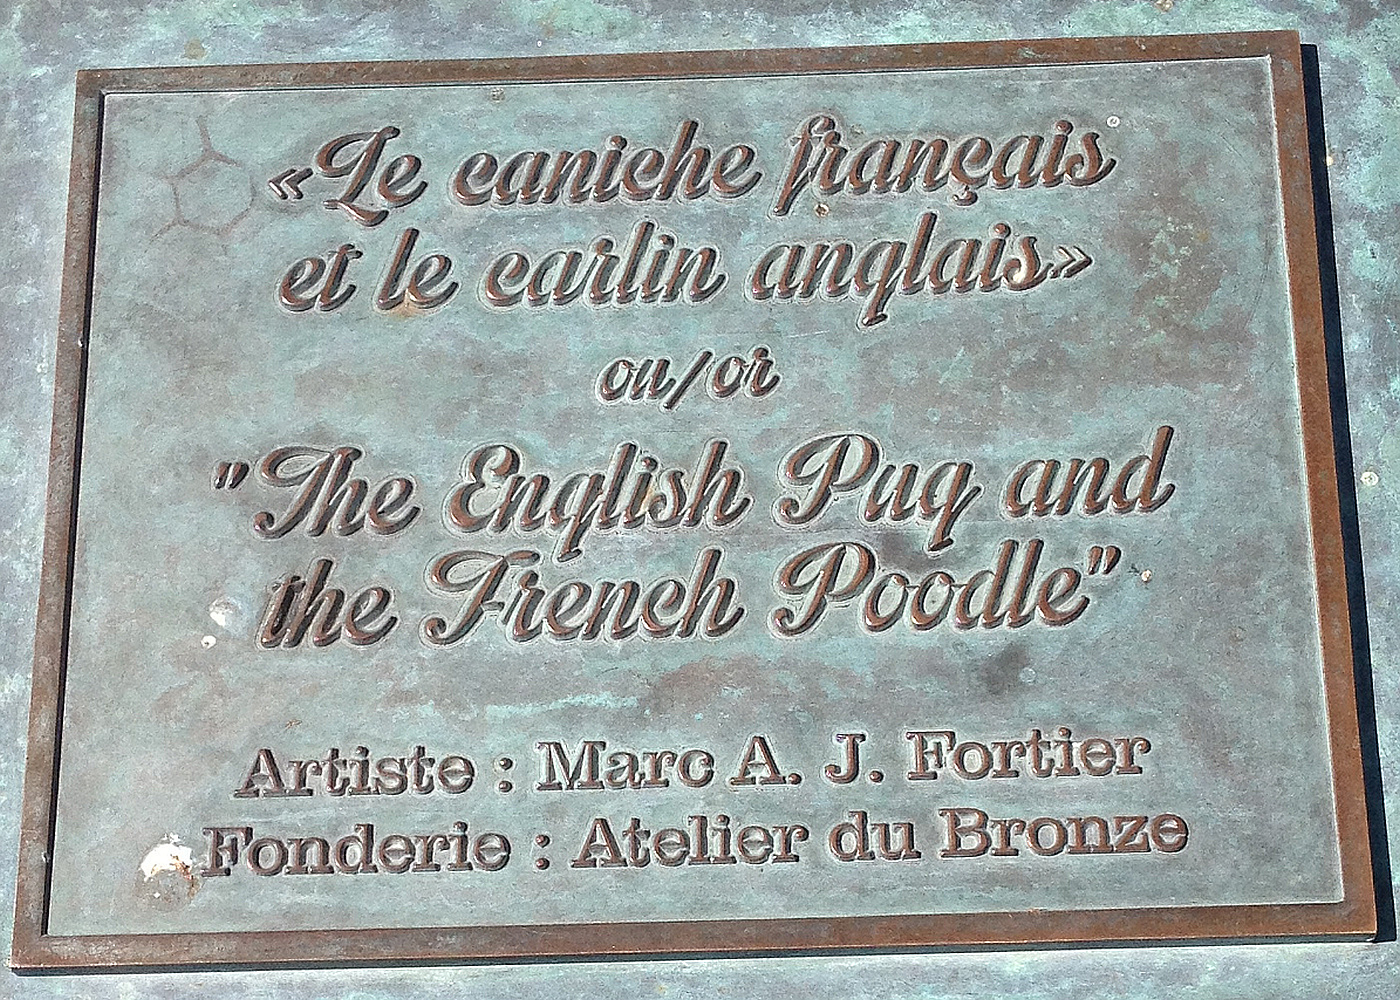 «Le caniche français
et le carlin anglais»
ou/or
"The English Pug and
the French Poodle"
Artiste : Marc A. J. Fortier
Fonderie : Atelier du Bronze